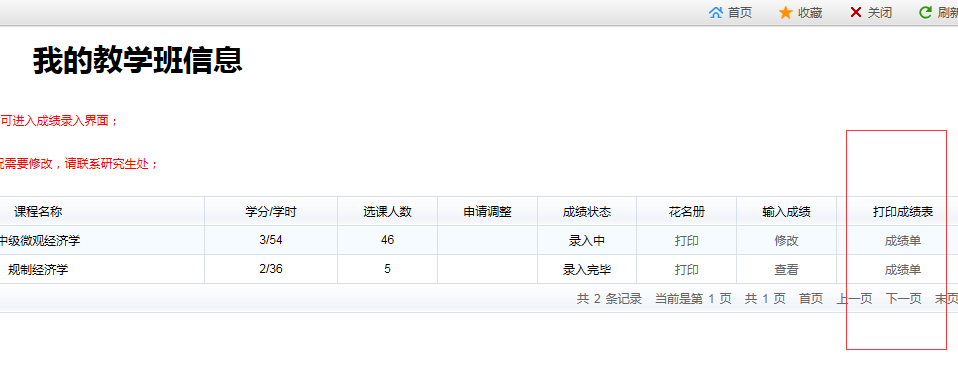 首页 收藏 关闭 刷新
我的教学班信息
可进入成绩录入界面；
需要修改，请联系研究生处；
课程名称 学分/学时 选课人数 申请调整 成绩状态 花名册 输入成绩 打印成绩表
中级微观经济学 3/54 46 录入中 打印 修改 成绩单
规制经济学 2/36 5 录入完毕 打印 查看 成绩单
共 2 条记录 当前是第 1 页 共 1 页 首页 上一页 下一页 末页